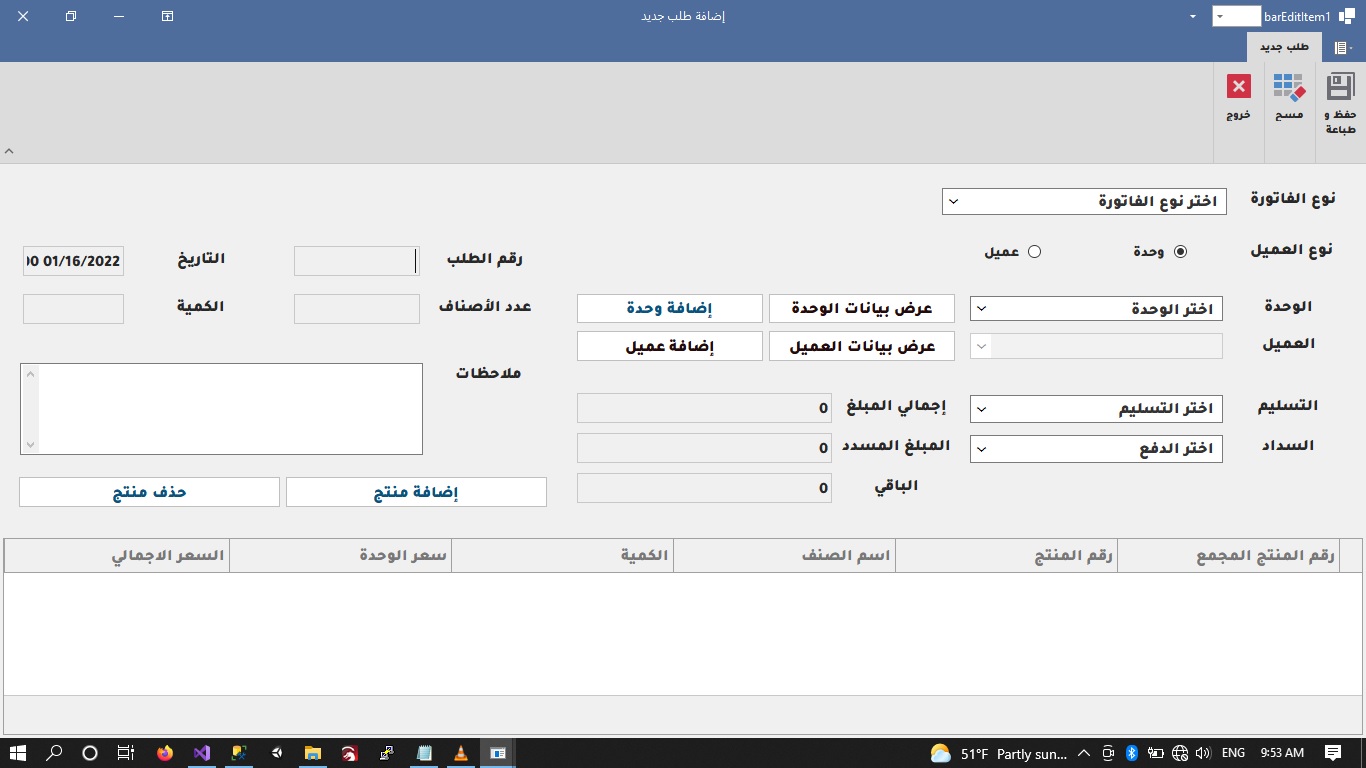 barEditItem1
إضافة طلب جديد
طلب جديد
حفظ و طباعة
مسح
خروج
نوع الفاتورة
اختر نوع الفاتورة
نوع العميل
وحدة
عميل
رقم الطلب
التاريخ
00 01/16/2022
الوحدة
اختر الوحدة
عرض بيانات الوحدة
إضافة وحدة
عدد الأصناف
الكمية
العميل
عرض بيانات العميل
إضافة عميل
ملاحظات
التسليم
اختر التسليم
إجمالي المبلغ
0
السداد
اختر الدفع
المبلغ المسدد
0
الباقي
0
إضافة منتج
حذف منتج
رقم المنتج المجمع
رقم المنتج
اسم الصنف
الكمية
سعر الوحدة
السعر الاجمالي
51°F Partly sun...
ENG
9:53 AM